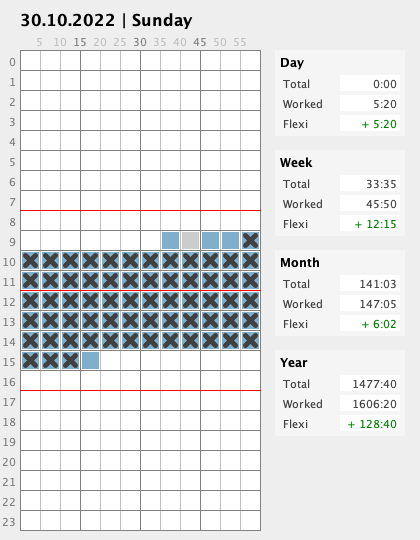 30.10.2022 | Sunday
5 10 15 20 25 30 35 40 45 50 55
0
1
2
3
4
5
6
7
8
9
10
11
12
13
14
15
16
17
18
19
20
21
22
23
Day
Total 0:00
Worked 5:20
Flexi + 5:20
Week
Total 33:35
Worked 45:50
Flexi + 12:15
Month
Total 141:03
Worked 147:05
Flexi + 6:02
Year
Total 1477:40
Worked 1606:20
Flexi + 128:40